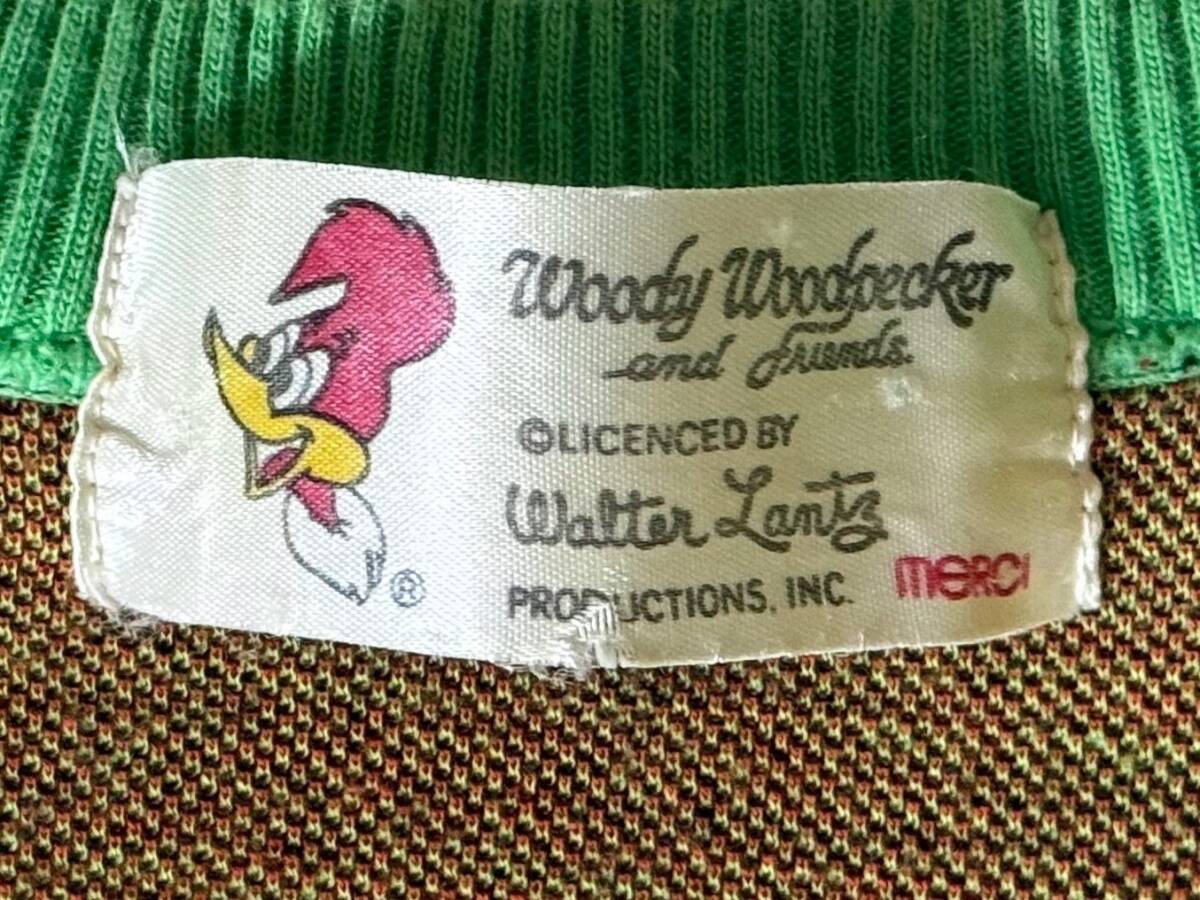 Woody Woodpecker
and Friends.
©LICENCED BY
Walter Lantz
PRODUCTIONS, INC.
MERCI
®